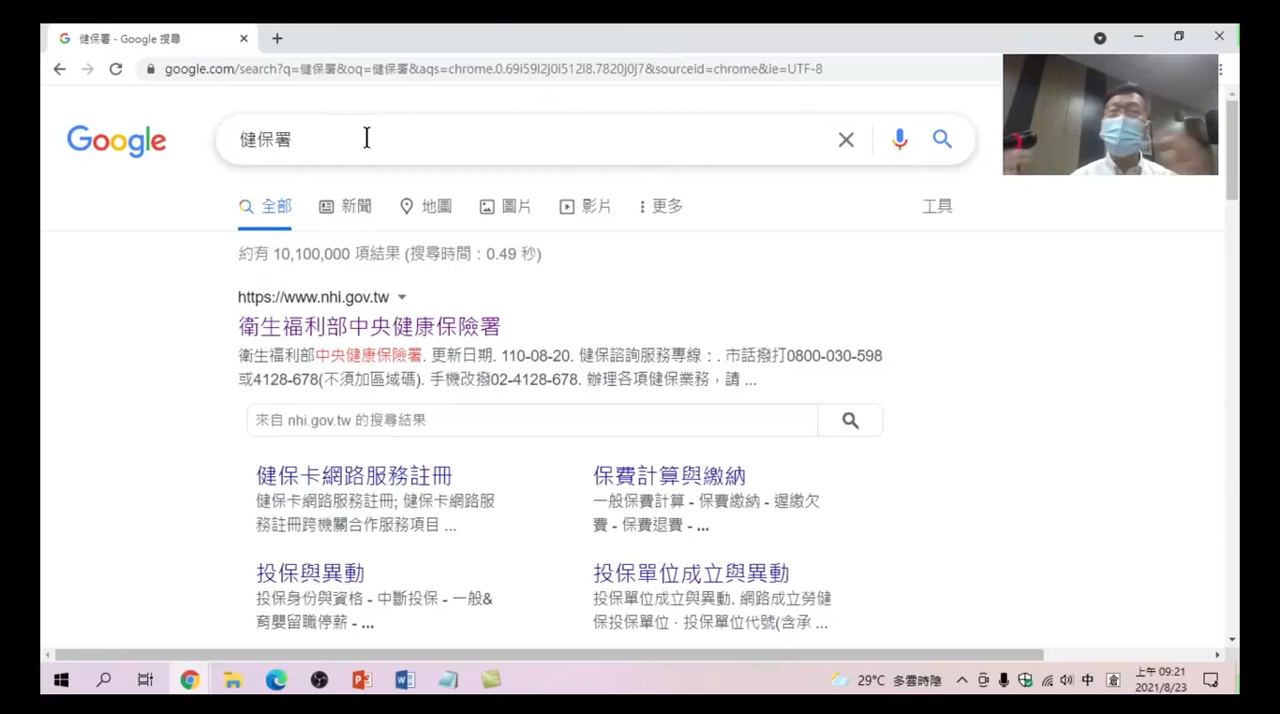 健保署 - Google 搜尋
google.com/search?q=健保署&oq=健保署&aqs=chrome.0.69i59l2j0i512l8.7820j0j7&sourceid=chrome&ie=UTF-8
Google
健保署
全部 新聞 地圖 圖片 影片 更多 工具
約有 10,100,000 項結果 (搜尋時間：0.49 秒)
https://www.nhi.gov.tw
衛生福利部中央健康保險署
衛生福利部中央健康保險署. 更新日期. 110-08-20. 健保諮詢服務專線：. 市話撥打0800-030-598
或4128-678(不須加區域碼). 手機改撥02-4128-678. 辦理各項健保業務，請 ...
來自 nhi.gov.tw 的搜尋結果
健保卡網路服務註冊
健保卡網路服務註冊; 健保卡網路服
務註冊跨機關合作服務項目 ...
保費計算與繳納
一般保費計算 - 保費繳納 - 遲繳欠
費 - 保費退費 - ...
投保與異動
投保身份與資格 - 中斷投保 - 一般&
育嬰留職停薪 - ...
投保單位成立與異動
投保單位成立與異動. 網路成立勞健
保投保單位 · 投保單位代號(含承 ...
29°C 多雲時陰 中 倉 上午 09:21
2021/8/23